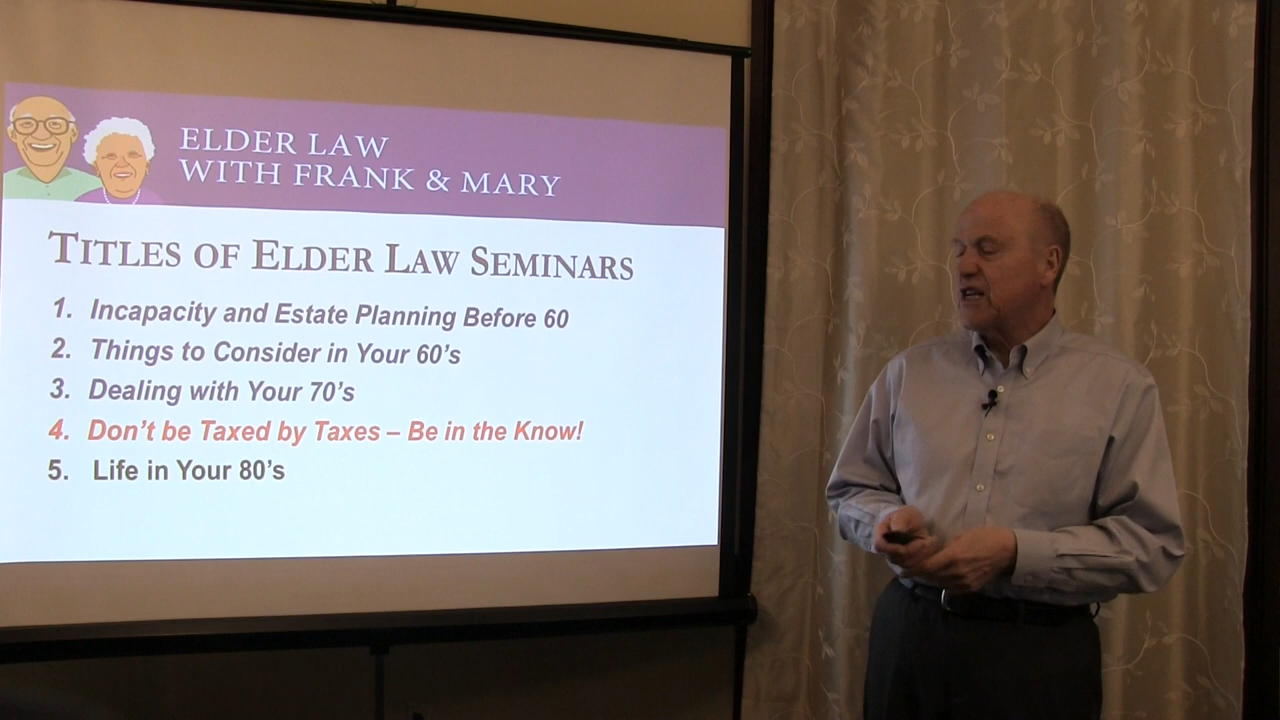 ELDER LAW
WITH FRANK & MARY
TITLES OF ELDER LAW SEMINARS
1. Incapacity and Estate Planning Before 60
2. Things to Consider in Your 60's
3. Dealing with Your 70's
4. Don't be Taxed by Taxes – Be in the Know!
5. Life in Your 80's